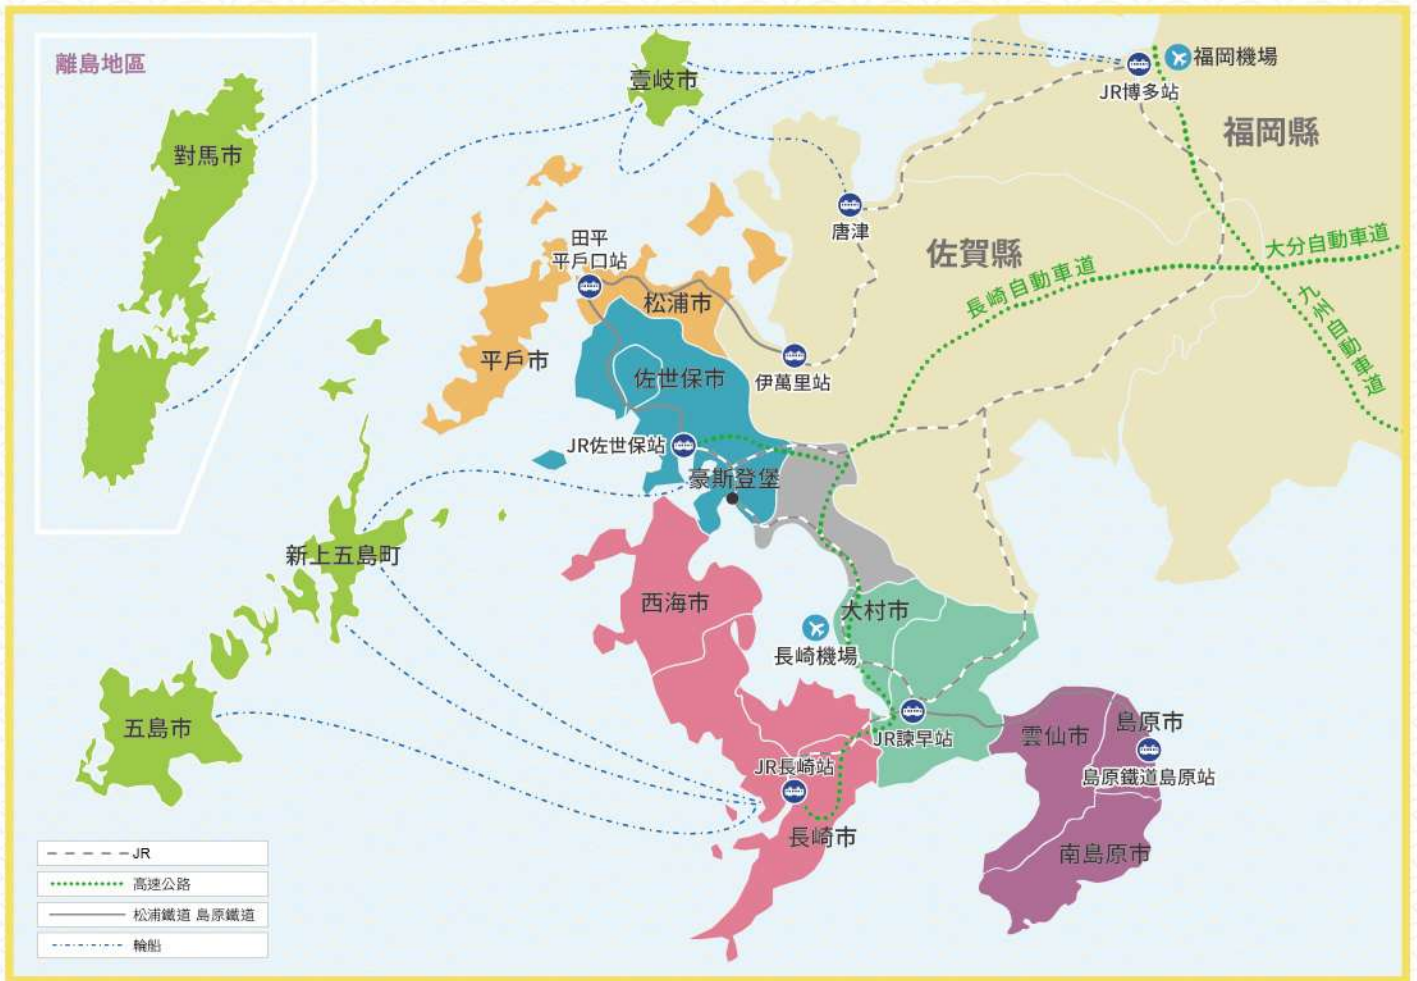 離島地區
對馬市
壹岐市
福岡機場
JR博多站
福岡縣
唐津
佐賀縣
大分自動車道
長崎自動車道
九州自動車道
田平
平戶口站
松浦市
平戶市
佐世保市
伊萬里站
JR佐世保站
豪斯登堡
新上五島町
西海市
大村市
長崎機場
五島市
JR諫早站
雲仙市
島原市
島原鐵道島原站
JR長崎站
長崎市
南島原市
JR
高速公路
松浦鐵道 島原鐵道
輪船